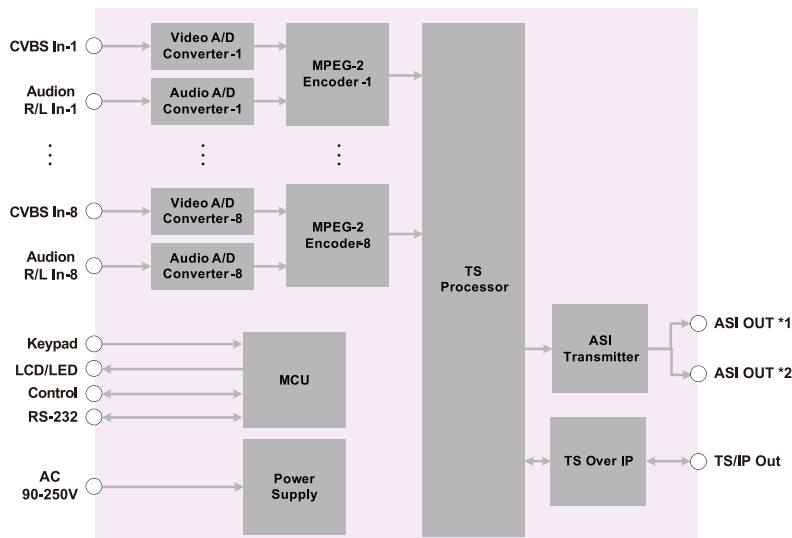 CVBS In-1
Video A/D
Converter-1
MPEG-2
Encoder-1
Audion
R/L In-1
Audio A/D
Converter-1
CVBS In-8
Video A/D
Converter-8
MPEG-2
Encoder-8
Audion
R/L In-8
Audio A/D
Converter-8
TS
Processor
Keypad
LCD/LED
Control
RS-232
MCU
ASI
Transmitter
ASI OUT *1
ASI OUT *2
AC
90-250V
Power
Supply
TS Over IP
TS/IP Out